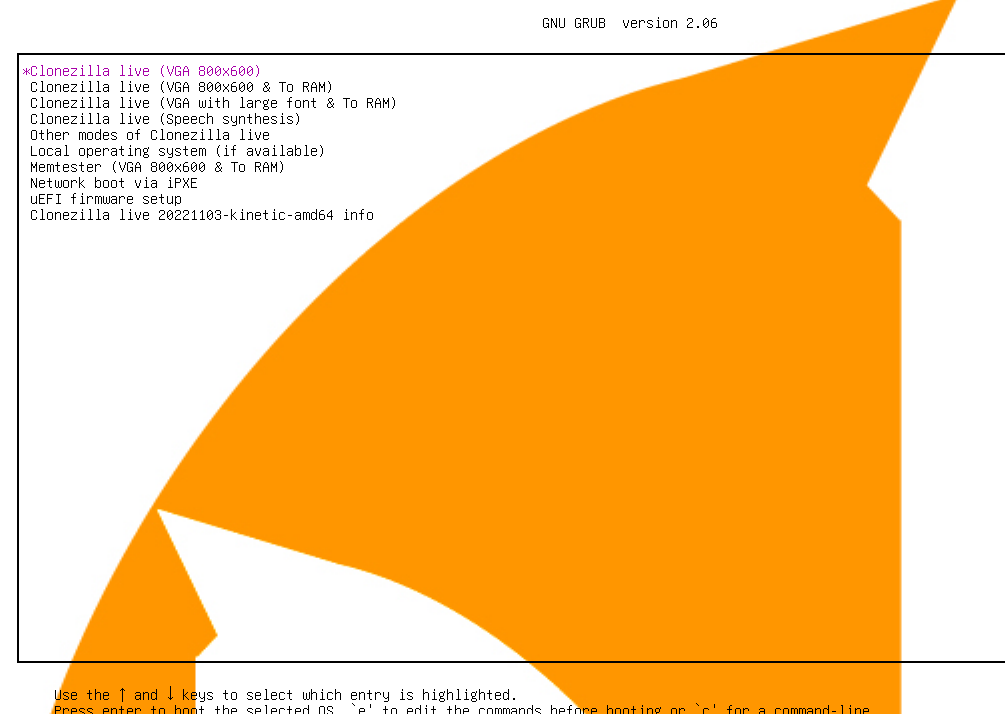 GNU GRUB  version 2.06
*Clonezilla live (VGA 800x600)
Clonezilla live (VGA 800x600 & To RAM)
Clonezilla live (VGA with large font & To RAM)
Clonezilla live (Speech synthesis)
Other modes of Clonezilla live
Local operating system (if available)
Memtester (VGA 800x600 & To RAM)
Network boot via iPXE
uEFI firmware setup
Clonezilla live 20221103-kinetic-amd64 info
Use the ↑ and ↓ keys to select which entry is highlighted.
Press enter to boot the selected OS, `e' to edit the commands before booting or `c' for a command-line